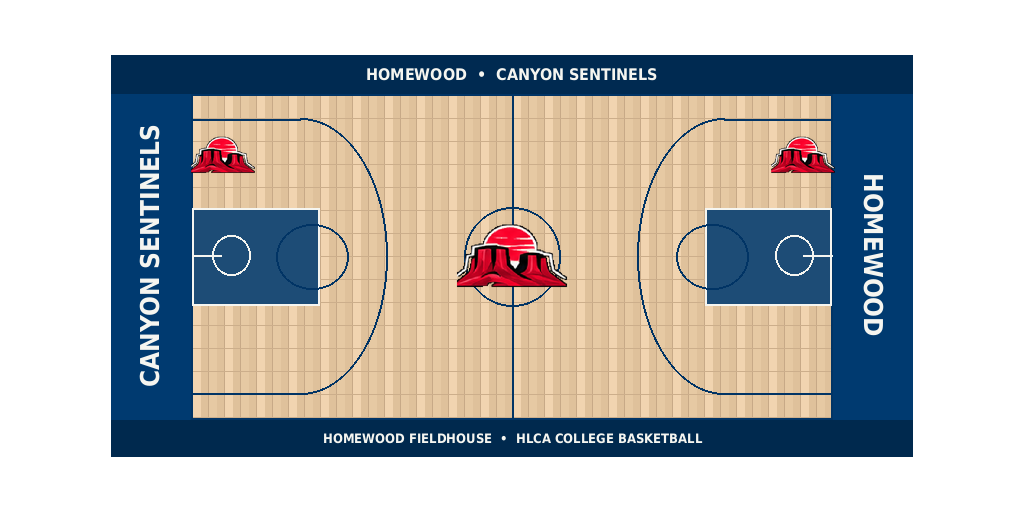 HOMEWOOD • CANYON SENTINELS
CANYON SENTINELS
HOMEWOOD
HOMEWOOD FIELDHOUSE • HLCA COLLEGE BASKETBALL